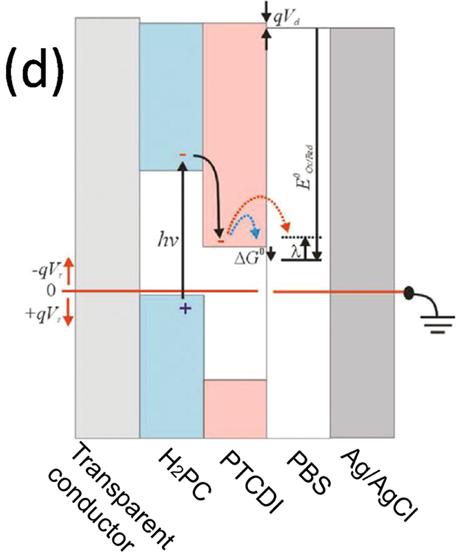 (d)
qV_d
E^0_Ox/Red
hν
ΔG^0
λ
-qV_r
0
+qV_r
Transparent
conductor
H₂PC
PTCDI
PBS
Ag/AgCl